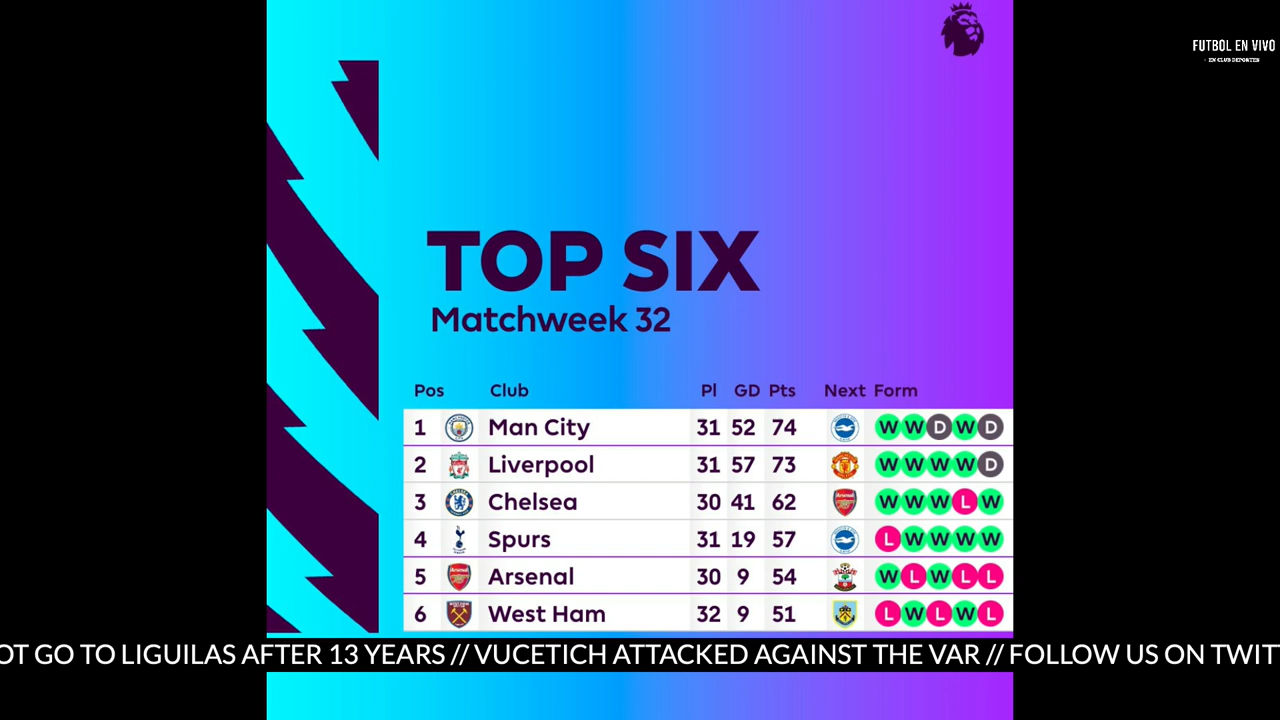 FUTBOL EN VIVO
- EN CLUB DEPORTES
TOP SIX
Matchweek 32
Pos Club Pl GD Pts Next Form
1 Man City 31 52 74 W W D W D
2 Liverpool 31 57 73 W W W W D
3 Chelsea 30 41 62 W W W L W
4 Spurs 31 19 57 L W W W W
5 Arsenal 30 9 54 W L W L L
6 West Ham 32 9 51 L W L W L
OT GO TO LIGUILAS AFTER 13 YEARS // VUCETICH ATTACKED AGAINST THE VAR // FOLLOW US ON TWIT